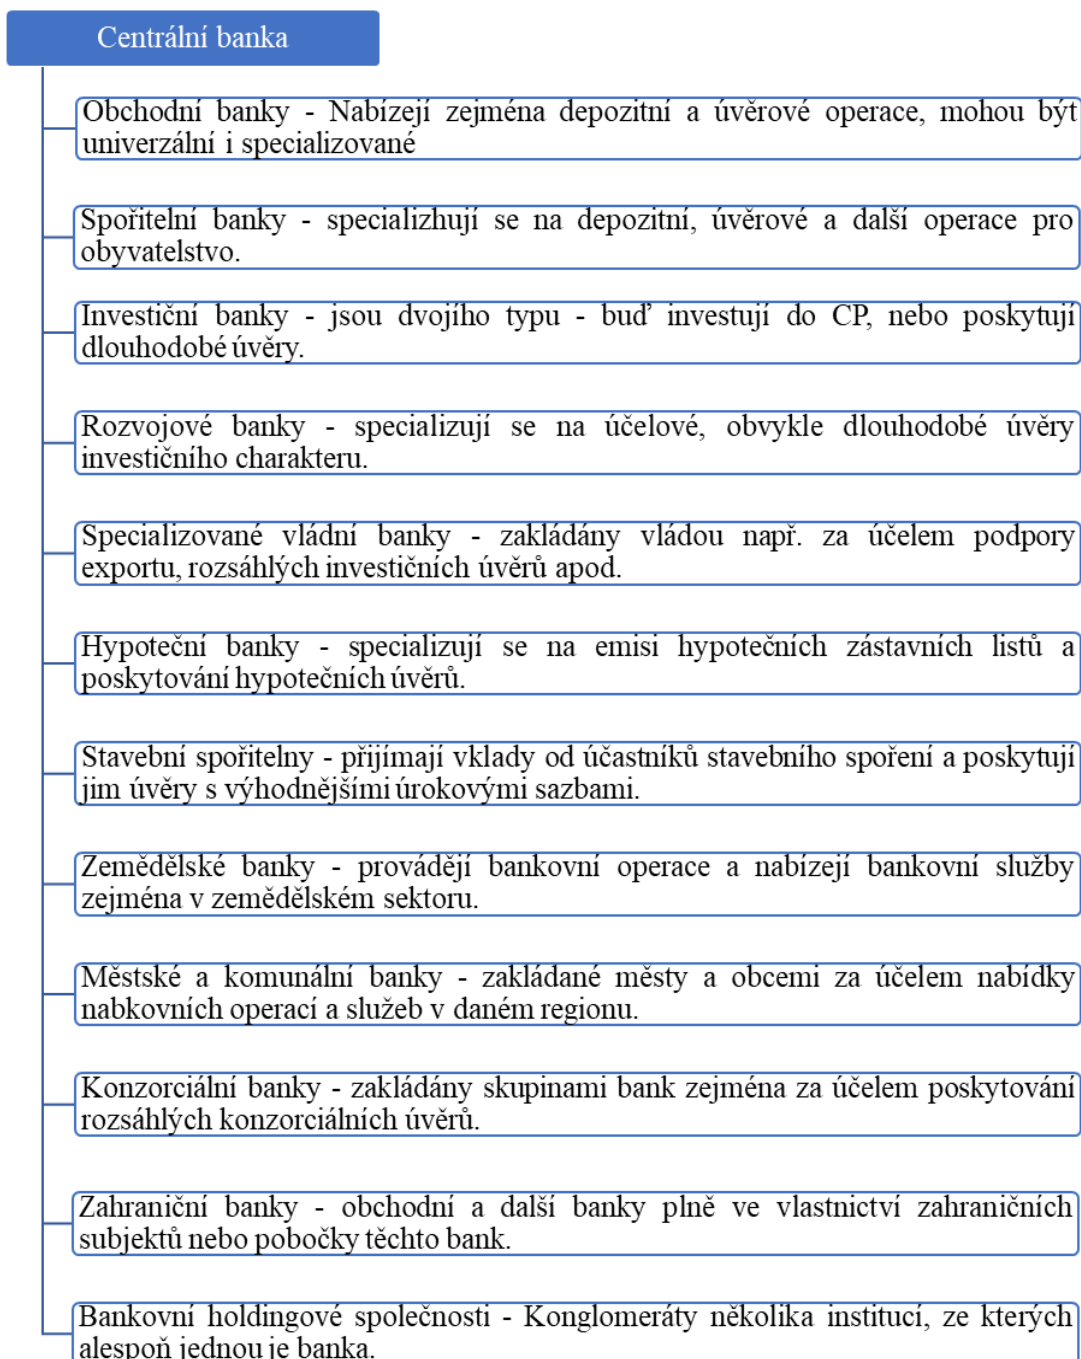 Centrální banka
Obchodní banky - Nabízejí zejména depozitní a úvěrové operace, mohou být
univerzální i specializované
Spořitelní banky - specializhují se na depozitní, úvěrové a další operace pro
obyvatelstvo.
Investiční banky - jsou dvojího typu - buď investují do CP, nebo poskytují
dlouhodobé úvěry.
Rozvojové banky - specializují se na účelové, obvykle dlouhodobé úvěry
investičního charakteru.
Specializované vládní banky - zakládány vládou např. za účelem podpory
exportu, rozsáhlých investičních úvěrů apod.
Hypoteční banky - specializují se na emisi hypotečních zástavních listů a
poskytování hypotečních úvěrů.
Stavební spořitelny - přijímají vklady od účastníků stavebního spoření a poskytují
jim úvěry s výhodnějšími úrokovými sazbami.
Zemědělské banky - provádějí bankovní operace a nabízejí bankovní služby
zejména v zemědělském sektoru.
Městské a komunální banky - zakládané městy a obcemi za účelem nabídky
nabkovních operací a služeb v daném regionu.
Konzorciální banky - zakládány skupinami bank zejména za účelem poskytování
rozsáhlých konzorciálních úvěrů.
Zahraniční banky - obchodní a další banky plně ve vlastnictví zahraničních
subjektů nebo pobočky těchto bank.
Bankovní holdingové společnosti - Konglomeráty několika institucí, ze kterých
alespoň jednou je banka.